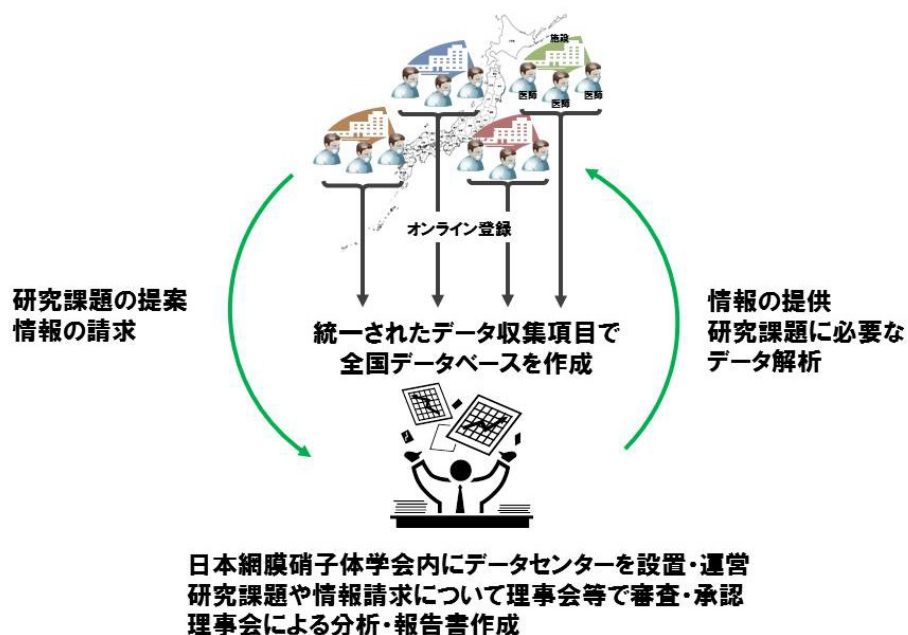 施設
医師
医師
医師
オンライン登録
研究課題の提案
情報の請求
情報の提供
研究課題に必要な
データ解析
統一されたデータ収集項目で
全国データベースを作成
日本網膜硝子体学会内にデータセンターを設置・運営
研究課題や情報請求について理事会等で審査・承認
理事会による分析・報告書作成